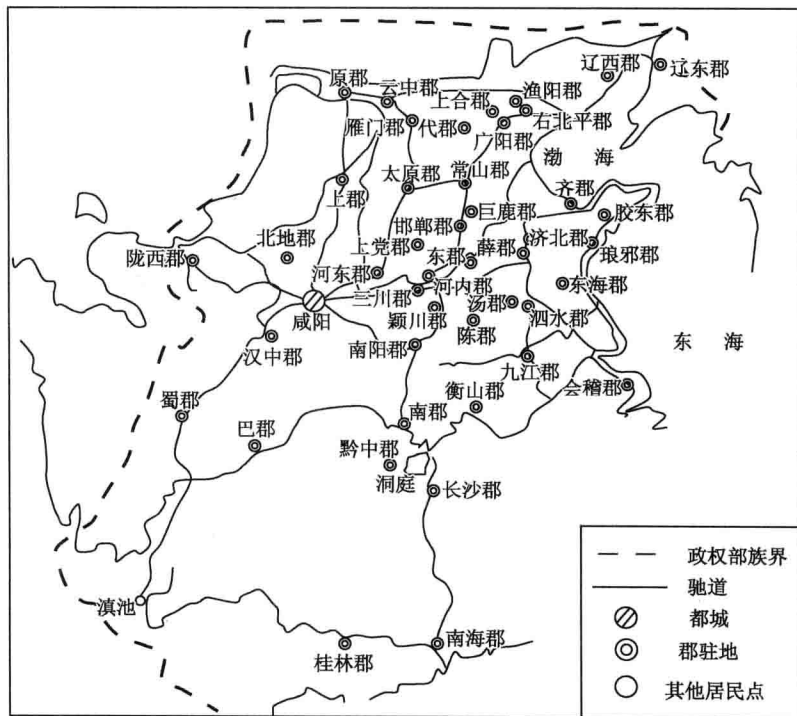 辽西郡
辽东郡
原郡
云中郡
上合郡
渔阳郡
雁门郡
代郡
广阳郡
右北平郡
渤 海
太原郡
常山郡
上郡
齐郡
巨鹿郡
胶东郡
邯郸郡
北地郡
上党郡
薛郡
济北郡
琅邪郡
陇西郡
河东郡
东郡
三川郡
河内郡
东海郡
咸阳
颖川郡
汤郡
陈郡
泗水郡
东 海
汉中郡
南阳郡
九江郡
衡山郡
会稽郡
蜀郡
南郡
巴郡
黔中郡
洞庭
长沙郡
滇池
桂林郡
南海郡
政权部族界
驰道
都城
郡驻地
其他居民点